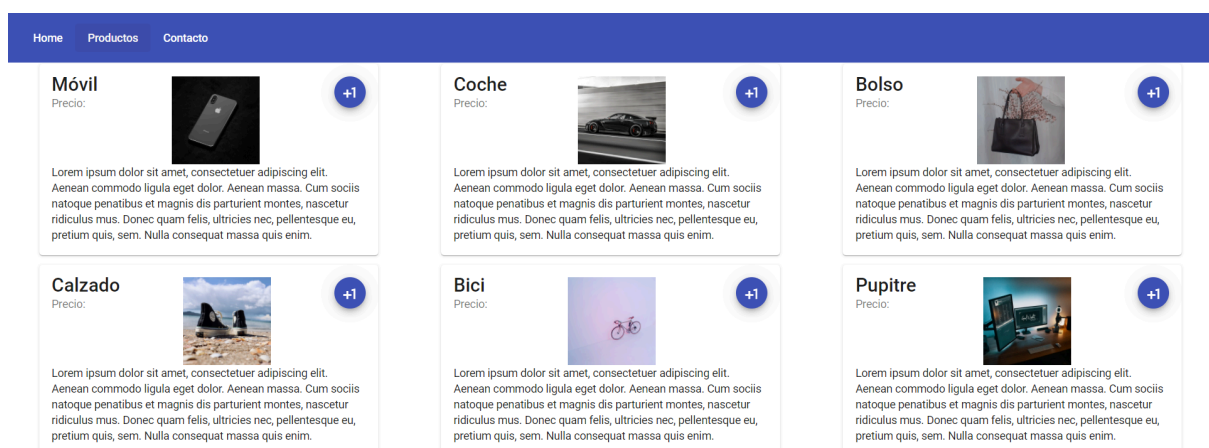 Home Productos Contacto
Móvil
Precio:
+1
Lorem ipsum dolor sit amet, consectetuer adipiscing elit.
Aenean commodo ligula eget dolor. Aenean massa. Cum sociis
natoque penatibus et magnis dis parturient montes, nascetur
ridiculus mus. Donec quam felis, ultricies nec, pellentesque eu,
pretium quis, sem. Nulla consequat massa quis enim.
Coche
Precio:
+1
Lorem ipsum dolor sit amet, consectetuer adipiscing elit.
Aenean commodo ligula eget dolor. Aenean massa. Cum sociis
natoque penatibus et magnis dis parturient montes, nascetur
ridiculus mus. Donec quam felis, ultricies nec, pellentesque eu,
pretium quis, sem. Nulla consequat massa quis enim.
Bolso
Precio:
+1
Lorem ipsum dolor sit amet, consectetuer adipiscing elit.
Aenean commodo ligula eget dolor. Aenean massa. Cum sociis
natoque penatibus et magnis dis parturient montes, nascetur
ridiculus mus. Donec quam felis, ultricies nec, pellentesque eu,
pretium quis, sem. Nulla consequat massa quis enim.
Calzado
Precio:
+1
Lorem ipsum dolor sit amet, consectetuer adipiscing elit.
Aenean commodo ligula eget dolor. Aenean massa. Cum sociis
natoque penatibus et magnis dis parturient montes, nascetur
ridiculus mus. Donec quam felis, ultricies nec, pellentesque eu,
pretium quis, sem. Nulla consequat massa quis enim.
Bici
Precio:
+1
Lorem ipsum dolor sit amet, consectetuer adipiscing elit.
Aenean commodo ligula eget dolor. Aenean massa. Cum sociis
natoque penatibus et magnis dis parturient montes, nascetur
ridiculus mus. Donec quam felis, ultricies nec, pellentesque eu,
pretium quis, sem. Nulla consequat massa quis enim.
Pupitre
Precio:
+1
Lorem ipsum dolor sit amet, consectetuer adipiscing elit.
Aenean commodo ligula eget dolor. Aenean massa. Cum sociis
natoque penatibus et magnis dis parturient montes, nascetur
ridiculus mus. Donec quam felis, ultricies nec, pellentesque eu,
pretium quis, sem. Nulla consequat massa quis enim.